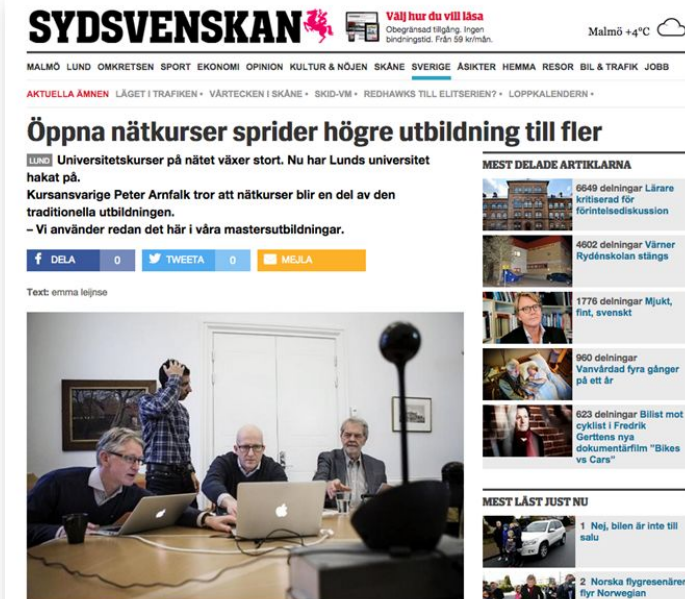 SYDSVENSKAN
Välj hur du vill läsa
Obegränsad tillgång. Ingen
bindningstid. Från 59 kr/mån.
Malmö +4°C
MALMÖ LUND OMKRETSEN SPORT EKONOMI OPINION KULTUR & NÖJEN SKÅNE SVERIGE ÅSIKTER HEMMA RESOR BIL & TRAFIK JOBB
AKTUELLA ÄMNEN LÄGET I TRAFIKEN • VÅRTECKEN I SKÅNE • SKID-VM • REDHAWKS TILL ELITSERIEN? • LOPPKALENDERN •
Öppna nätkurser sprider högre utbildning till fler
LUND Universitetskurser på nätet växer stort. Nu har Lunds universitet
hakat på.
Kursansvarige Peter Arnfalk tror att nätkurser blir en del av den
traditionella utbildningen.
– Vi använder redan det här i våra mastersutbildningar.
f DELA 0 TWEETA 0 MEJLA
Text: emma leijnse
MEST DELADE ARTIKLARNA
6649 delningar Lärare
kritiserad för
förintelsediskussion
4602 delningar Värner
Rydénskolan stängs
1776 delningar Mjukt,
fint, svenskt
960 delningar
Vanvårdad fyra gånger
på ett år
623 delningar Bilist mot
cyklist i Fredrik
Gerttens nya
dokumentärfilm "Bikes
vs Cars"
MEST LÄST JUST NU
1 Nej, bilen är inte till
salu
2 Norska flygresenärer
flyr Norwegian